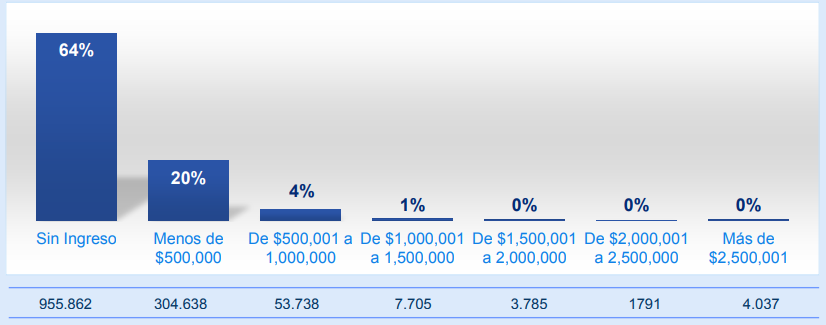 64%
20%
4%
1%
0%
0%
0%
Sin Ingreso
Menos de
$500,000
De $500,001 a
1,000,000
De $1,000,001
a 1,500,000
De $1,500,001
a 2,000,000
De $2,000,001
a 2,500,000
Más de
$2,500,001
955.862 304.638 53.738 7.705 3.785 1791 4.037